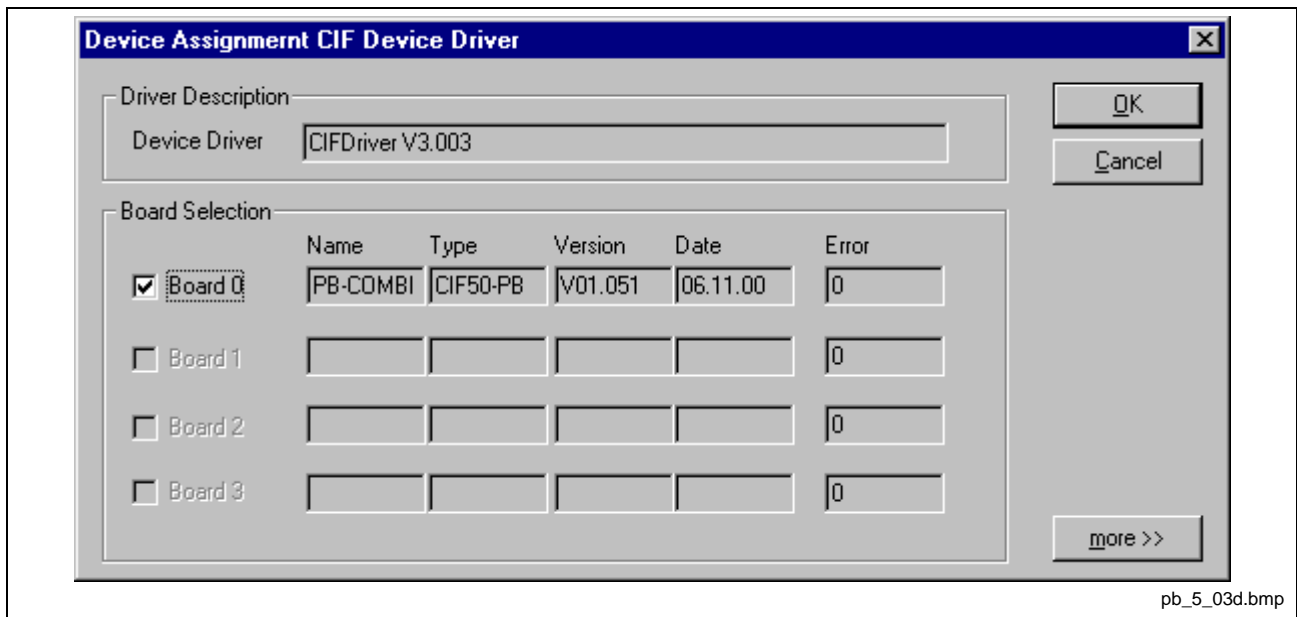 Device Assignmernt CIF Device Driver
Driver Description
OK
Device Driver CIFDriver V3.003
Cancel
Board Selection
Name Type Version Date Error
Board 0 PB-COMBI CIF50-PB V01.051 06.11.00 0
Board 1 0
Board 2 0
Board 3 0
more >>
pb_5_03d.bmp